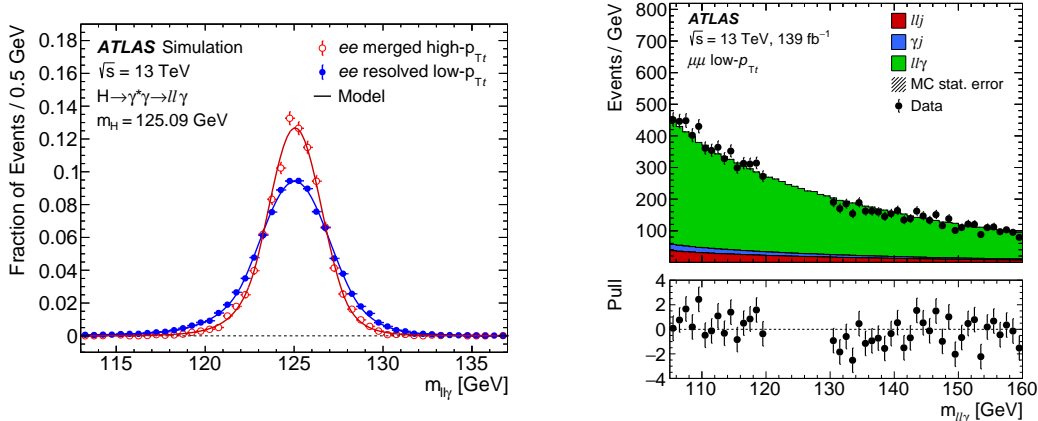 ATLAS Simulation
√s = 13 TeV
H→γ*γ→llγ
m_H = 125.09 GeV
ee merged high-p_Tt
ee resolved low-p_Tt
Model
Fraction of Events / 0.5 GeV
0.18
0.16
0.14
0.12
0.1
0.08
0.06
0.04
0.02
0
115 120 125 130 135
m_llγ [GeV]
ATLAS
√s = 13 TeV, 139 fb⁻¹
μμ low-p_Tt
llj
γj
llγ
MC stat. error
Data
Events / GeV
800
700
600
500
400
300
200
100
Pull
4
2
0
−2
−4
110 120 130 140 150 160
m_llγ [GeV]